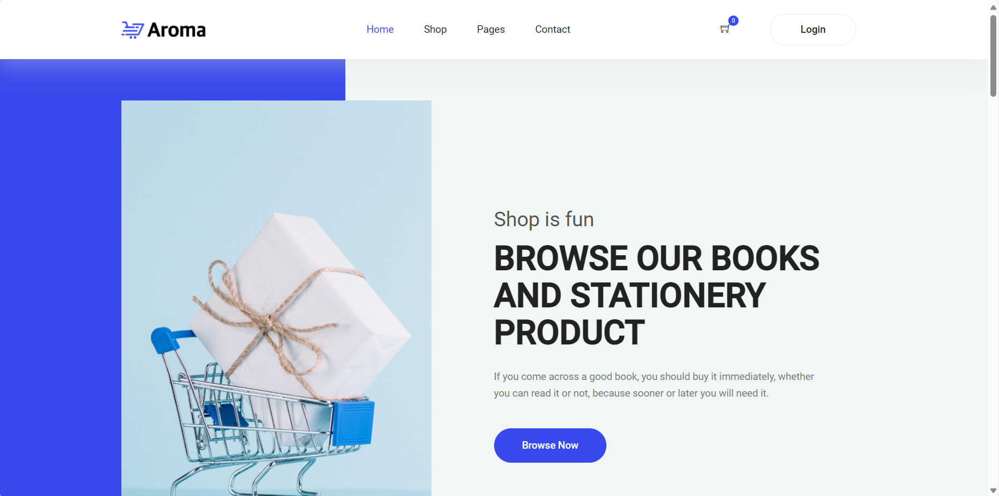 Aroma
Home Shop Pages Contact
0
Login
Shop is fun
BROWSE OUR BOOKS
AND STATIONERY
PRODUCT
If you come across a good book, you should buy it immediately, whether
you can read it or not, because sooner or later you will need it.
Browse Now